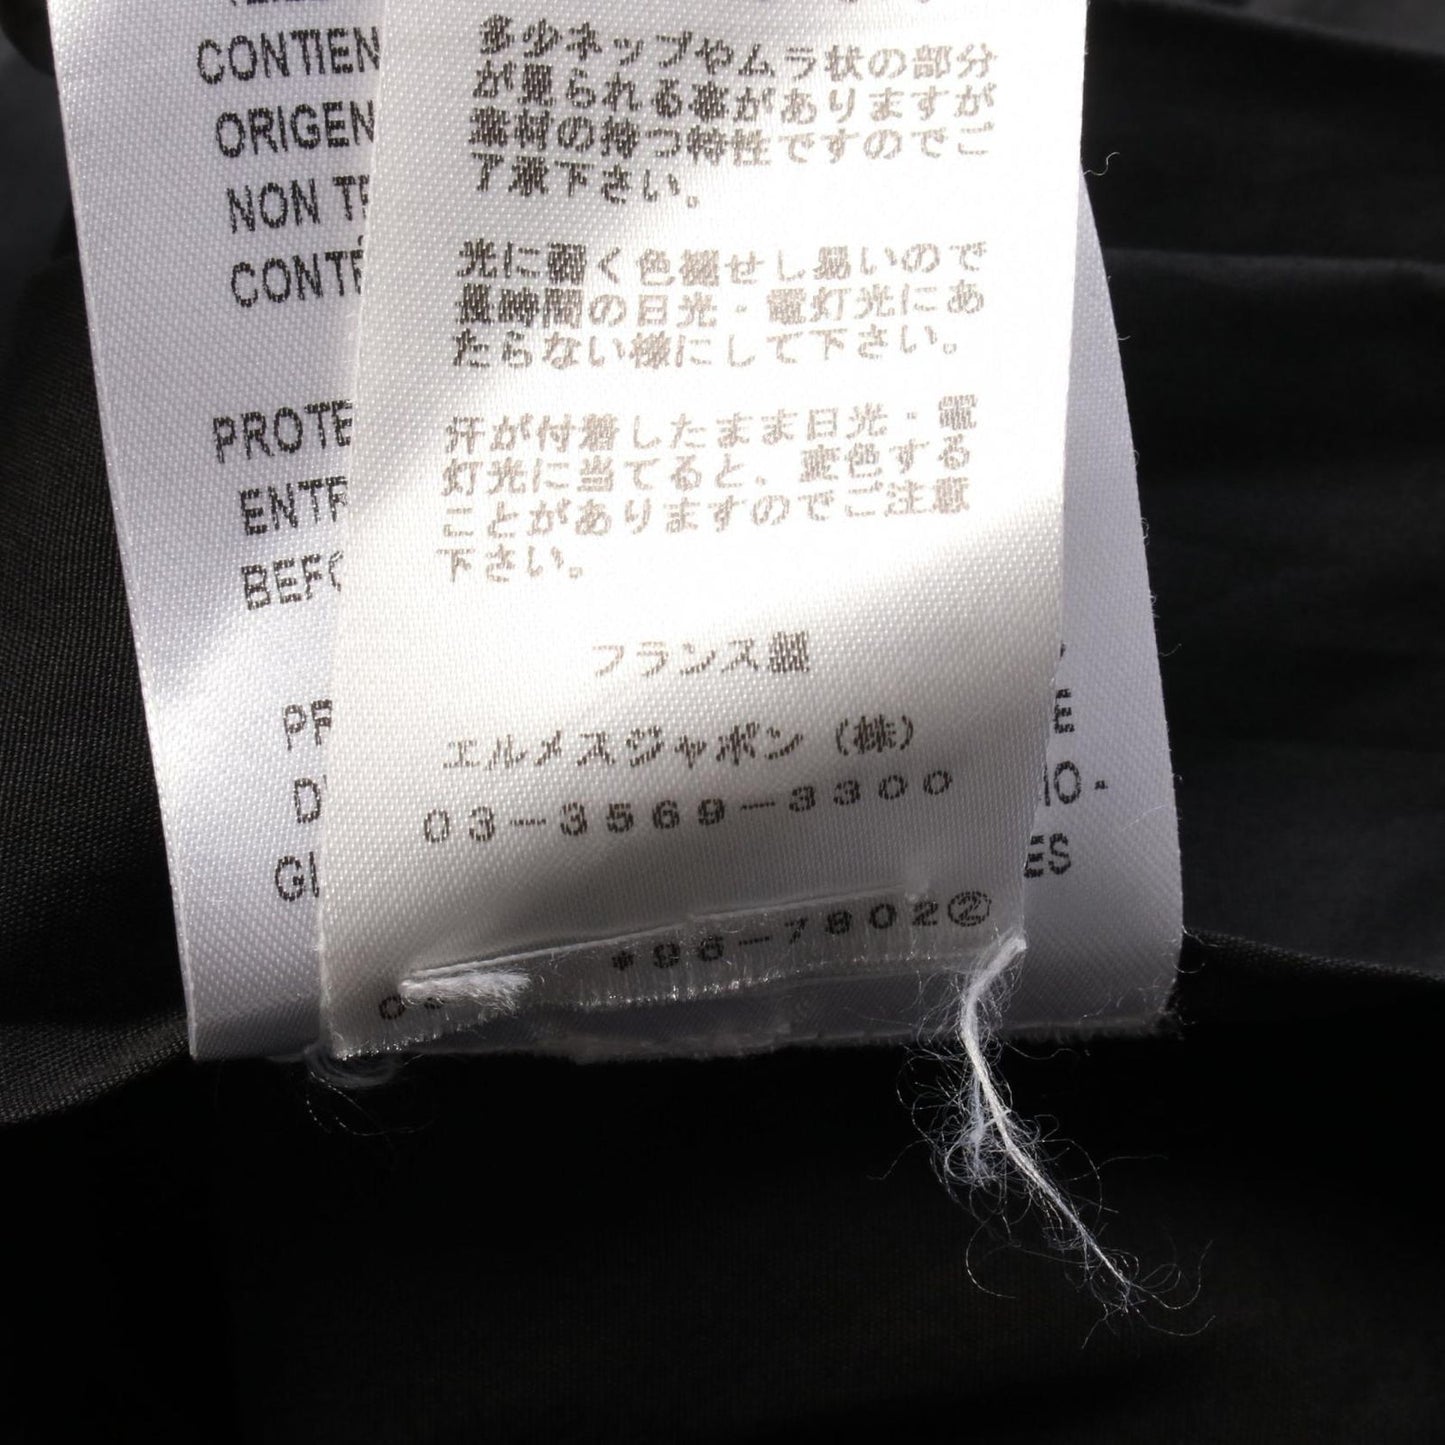 CONTIEN
ORIGEN
NON TE
CONTE
PROTE
ENTR
BEFO
PR
D
GI
E
IO-
ES
多少ネップやムラ状の部分
が見られる事がありますが
素材の持つ特性ですのでご
了承下さい。
光に弱く色褪せし易いので
長時間の日光・電灯光にあ
たらない様にして下さい。
汗が付着したまま日光・電
灯光に当てると、変色する
ことがありますのでご注意
下さい。
フランス製
エルメスジャポン(株)
03-3569-3300
*96-7802②